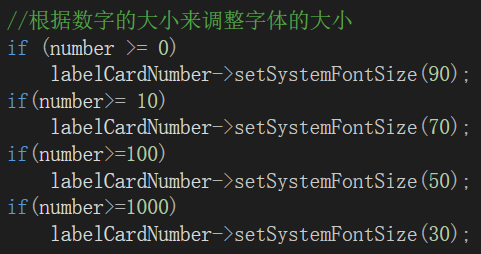 //根据数字的大小来调整字体的大小
if (number >= 0)
    labelCardNumber->setSystemFontSize(90);
if(number>= 10)
    labelCardNumber->setSystemFontSize(70);
if(number>=100)
    labelCardNumber->setSystemFontSize(50);
if(number>=1000)
    labelCardNumber->setSystemFontSize(30);